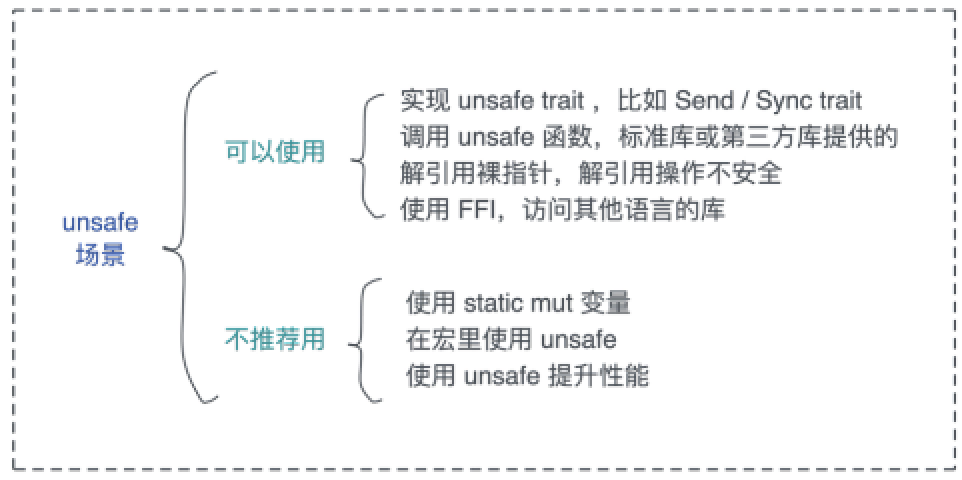 unsafe
场景
可以使用
实现 unsafe trait ，比如 Send / Sync trait
调用 unsafe 函数，标准库或第三方库提供的
解引用裸指针，解引用操作不安全
使用 FFI，访问其他语言的库
不推荐用
使用 static mut 变量
在宏里使用 unsafe
使用 unsafe 提升性能